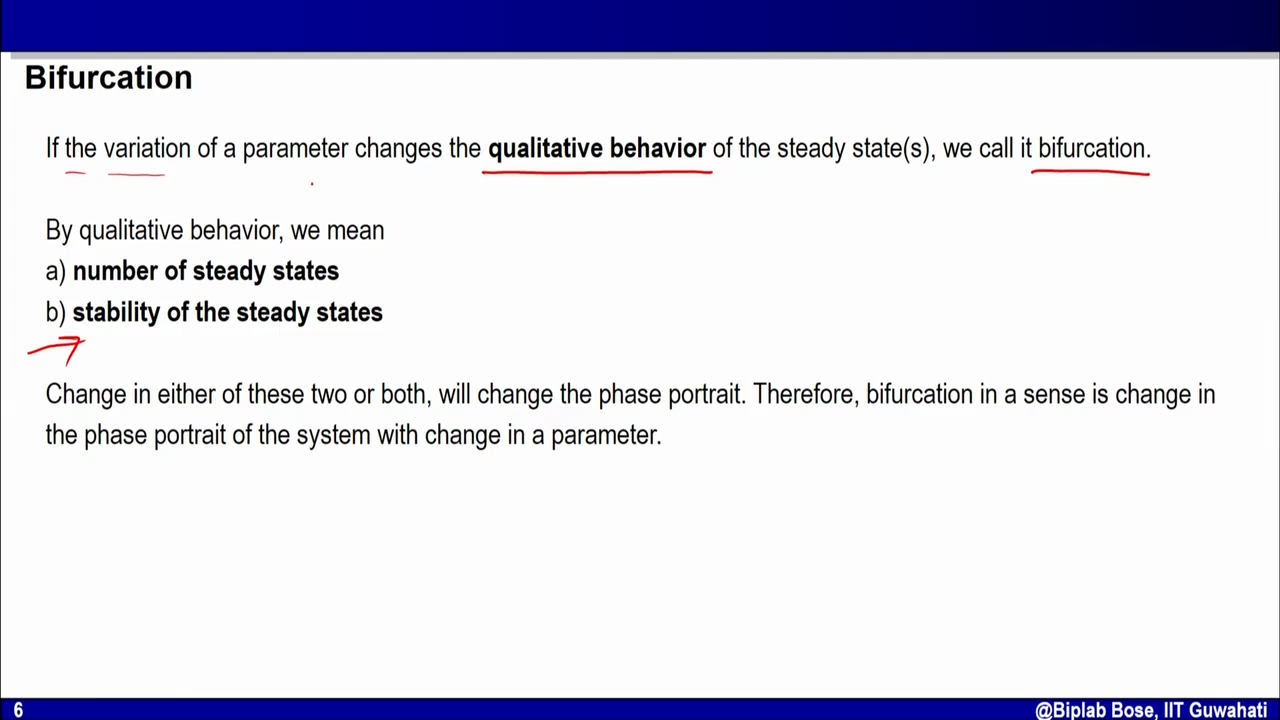 Bifurcation
If the variation of a parameter changes the qualitative behavior of the steady state(s), we call it bifurcation.
By qualitative behavior, we mean
a) number of steady states
b) stability of the steady states
Change in either of these two or both, will change the phase portrait. Therefore, bifurcation in a sense is change in
the phase portrait of the system with change in a parameter.
6
@Biplab Bose, IIT Guwahati